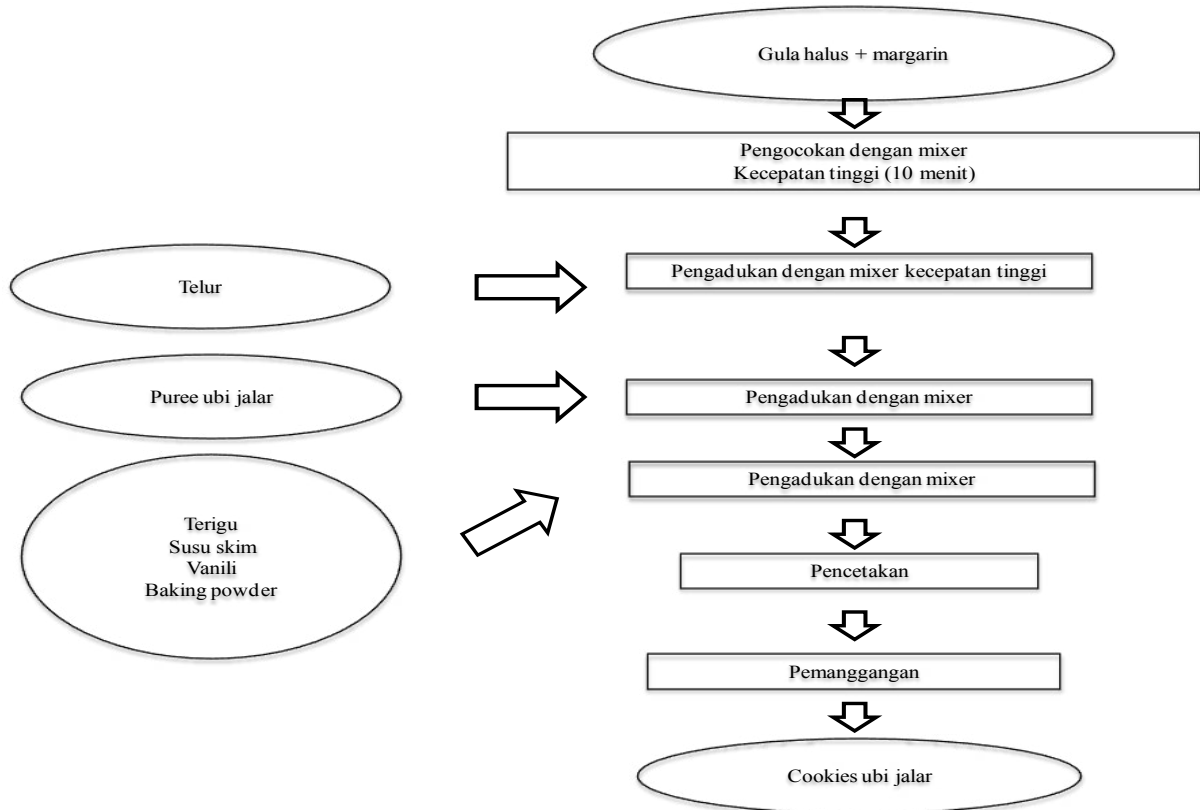 Gula halus + margarin
Pengocokan dengan mixer
Kecepatan tinggi (10 menit)
Telur
Pengadukan dengan mixer kecepatan tinggi
Puree ubi jalar
Pengadukan dengan mixer
Pengadukan dengan mixer
Terigu
Susu skim
Vanili
Baking powder
Pencetakan
Pemanggangan
Cookies ubi jalar